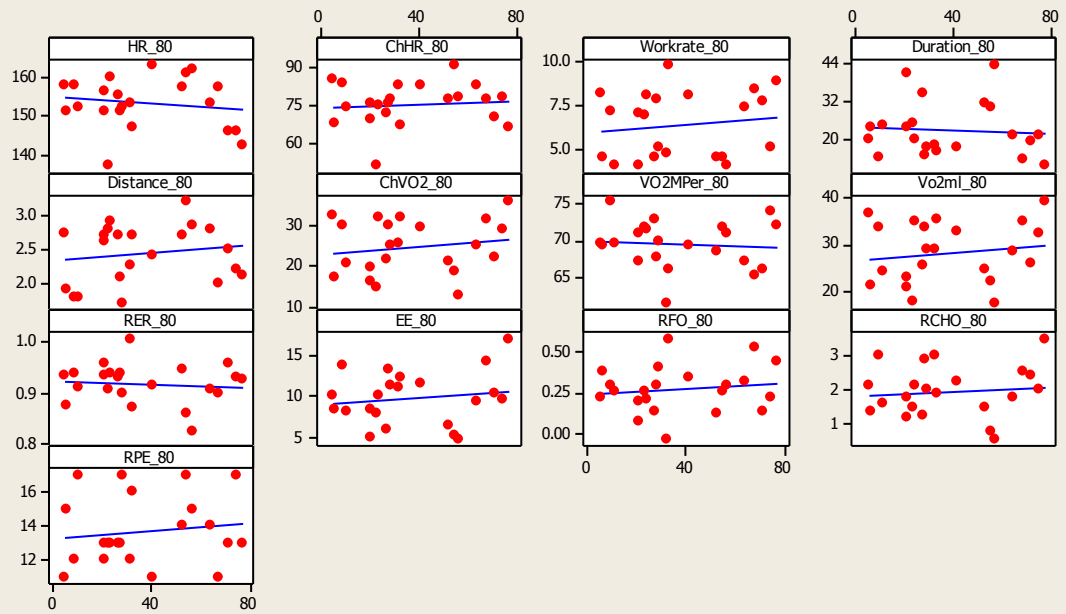 0 40 80 0 40 80
HR_80 ChHR_80 Workrate_80 Duration_80
160 90 10.0 44
150 75 7.5 32
140 60 5.0 20
Distance_80 ChVO2_80 VO2MPer_80 Vo2ml_80
3.0 30 75 40
2.5 20 70 30
2.0 10 65 20
RER_80 EE_80 RFO_80 RCHO_80
1.0 15 0.50 3
0.9 10 0.25 2
0.8 5 0.00 1
RPE_80
0 40 80 0 40 80
16
14
12
0 40 80